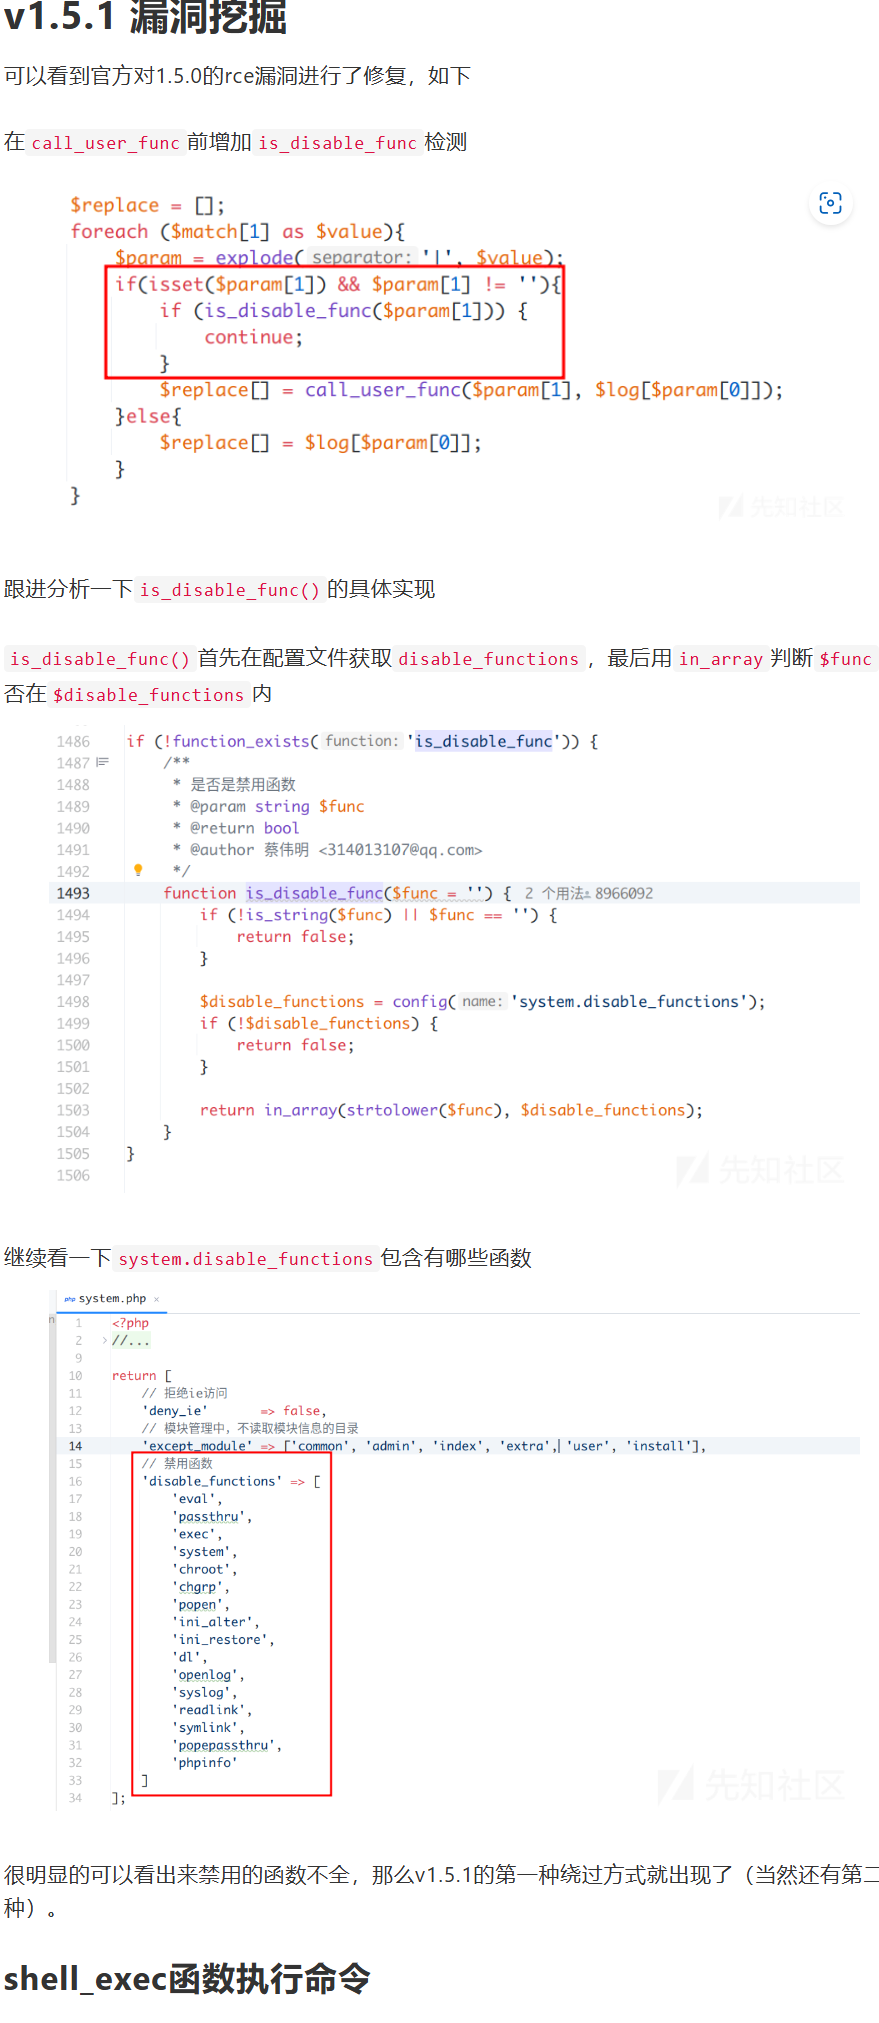 v1.5.1 漏洞挖掘
可以看到官方对1.5.0的rce漏洞进行了修复，如下
在 call_user_func 前增加 is_disable_func 检测
$replace = [];
foreach ($match[1] as $value){
$param = explode( separator: '|', $value);
if(isset($param[1]) && $param[1] != ''){
if (is_disable_func($param[1])) {
continue;
}
$replace[] = call_user_func($param[1], $log[$param[0]]);
}else{
$replace[] = $log[$param[0]];
}
}
先知社区
跟进分析一下 is_disable_func() 的具体实现
is_disable_func() 首先在配置文件获取 disable_functions ，最后用 in_array 判断 $func
否在 $disable_functions 内
1486 if (!function_exists( function: 'is_disable_func')) {
1487 /**
1488 * 是否是禁用函数
1489 * @param string $func
1490 * @return bool
1491 * @author 蔡伟明 <314013107@qq.com>
1492 */
1493 function is_disable_func($func = '') { 2 个用法 8966092
1494 if (!is_string($func) || $func == '') {
1495 return false;
1496 }
1497
1498 $disable_functions = config( name: 'system.disable_functions');
1499 if (!$disable_functions) {
1500 return false;
1501 }
1502
1503 return in_array(strtolower($func), $disable_functions);
1504 }
1505 }
1506
先知社区
继续看一下 system.disable_functions 包含有哪些函数
php system.php ×
1 <?php
2 //...
9
10 return [
11 // 拒绝ie访问
12 'deny_ie' => false,
13 // 模块管理中，不读取模块信息的目录
14 'except_module' => ['common', 'admin', 'index', 'extra', 'user', 'install'],
15 // 禁用函数
16 'disable_functions' => [
17 'eval',
18 'passthru',
19 'exec',
20 'system',
21 'chroot',
22 'chgrp',
23 'popen',
24 'ini_alter',
25 'ini_restore',
26 'dl',
27 'openlog',
28 'syslog',
29 'readlink',
30 'symlink',
31 'popepassthru',
32 'phpinfo'
33 ]
34 ];
先知社区
很明显的可以看出来禁用的函数不全，那么v1.5.1的第一种绕过方式就出现了（当然还有第二
种）。
shell_exec函数执行命令